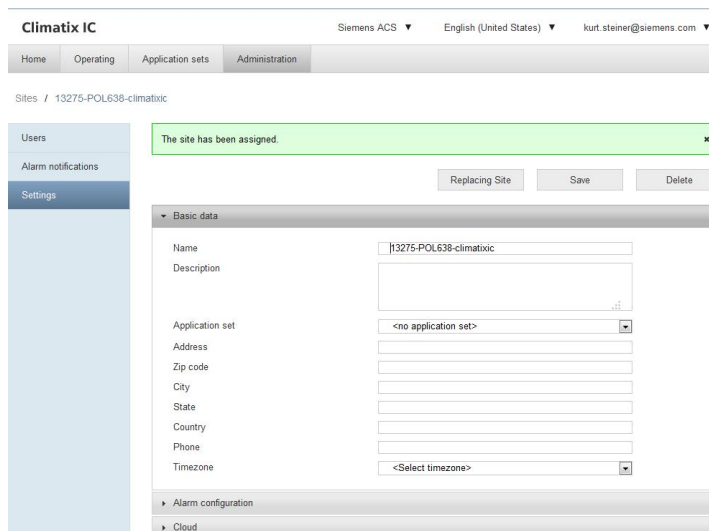 Climatix IC
Siemens ACS ▼ English (United States) ▼ kurt.steiner@siemens.com ▼
Home Operating Application sets Administration
Sites / 13275-POL638-climatixic
Users
Alarm notifications
Settings
The site has been assigned.
Replacing Site Save Delete
Basic data
Name 13275-POL638-climatixic
Description
Application set <no application set>
Address
Zip code
City
State
Country
Phone
Timezone <Select timezone>
Alarm configuration
Cloud